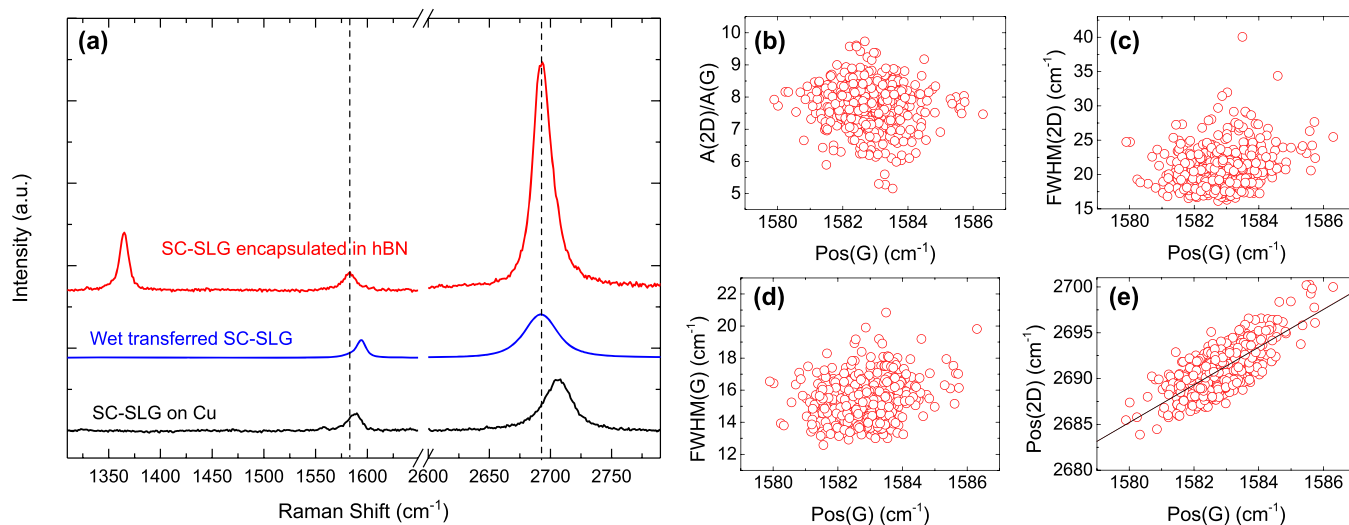 (a)
Intensity (a.u.)
SC-SLG encapsulated in hBN
Wet transferred SC-SLG
SC-SLG on Cu
1350 1400 1450 1500 1550 1600 2600 2650 2700 2750
Raman Shift (cm-1)
(b)
A(2D)/A(G)
10
9
8
7
6
5
1580 1582 1584 1586
Pos(G) (cm-1)
(c)
FWHM(2D) (cm-1)
40
35
30
25
20
15
1580 1582 1584 1586
Pos(G) (cm-1)
(d)
FWHM(G) (cm-1)
22
20
18
16
14
12
1580 1582 1584 1586
Pos(G) (cm-1)
(e)
Pos(2D) (cm-1)
2700
2695
2690
2685
2680
1580 1582 1584 1586
Pos(G) (cm-1)